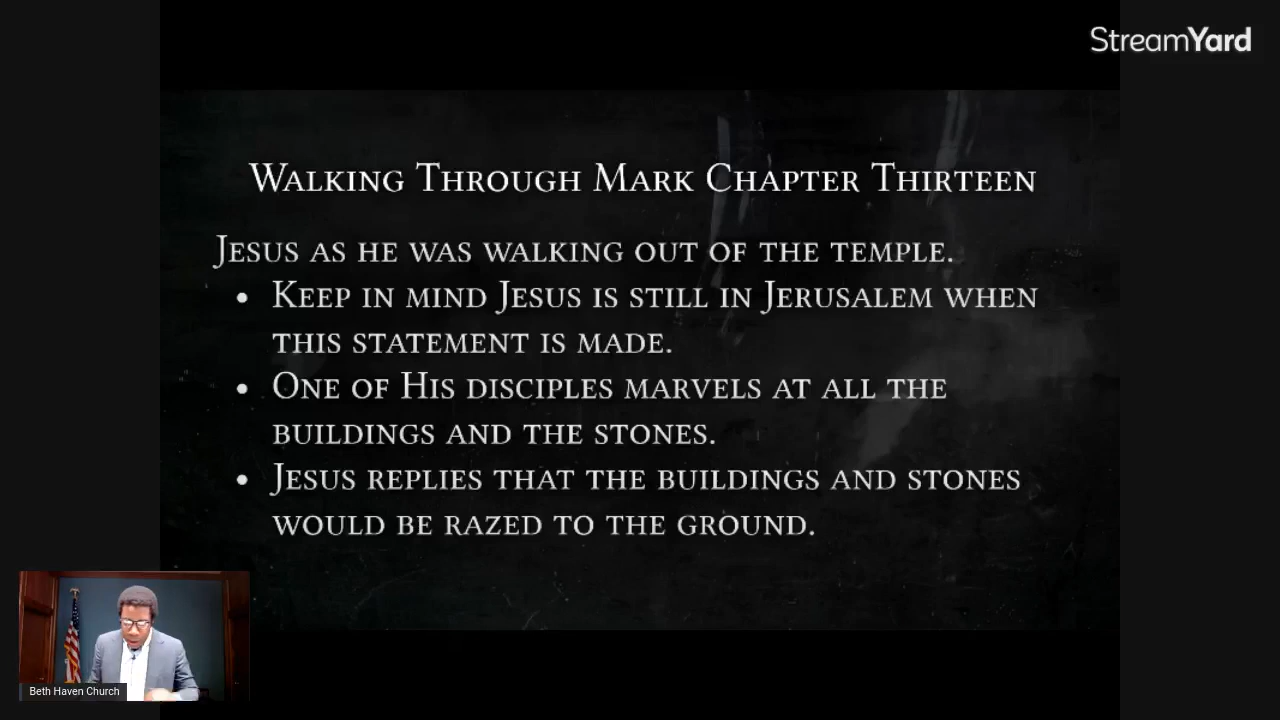 StreamYard
Walking Through Mark Chapter Thirteen
Jesus as he was walking out of the temple.
• Keep in mind Jesus is still in Jerusalem when
this statement is made.
• One of His disciples marvels at all the
buildings and the stones.
• Jesus replies that the buildings and stones
would be razed to the ground.
Beth Haven Church